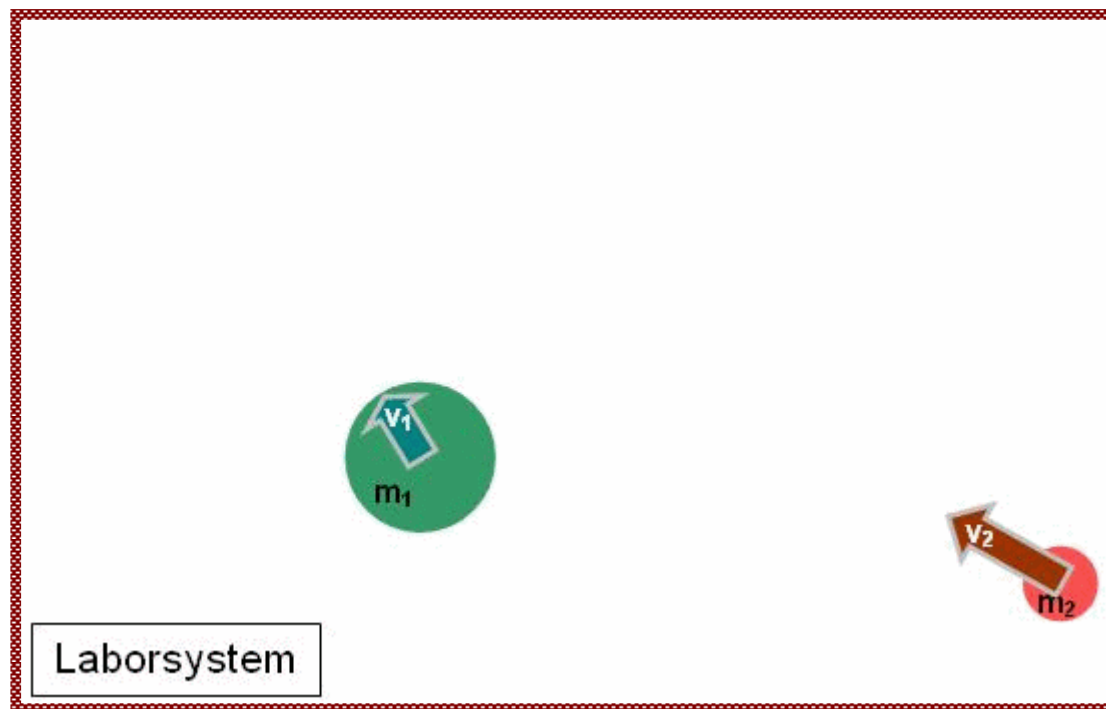 v₁
m₁
v₂
m₂
Laborsystem